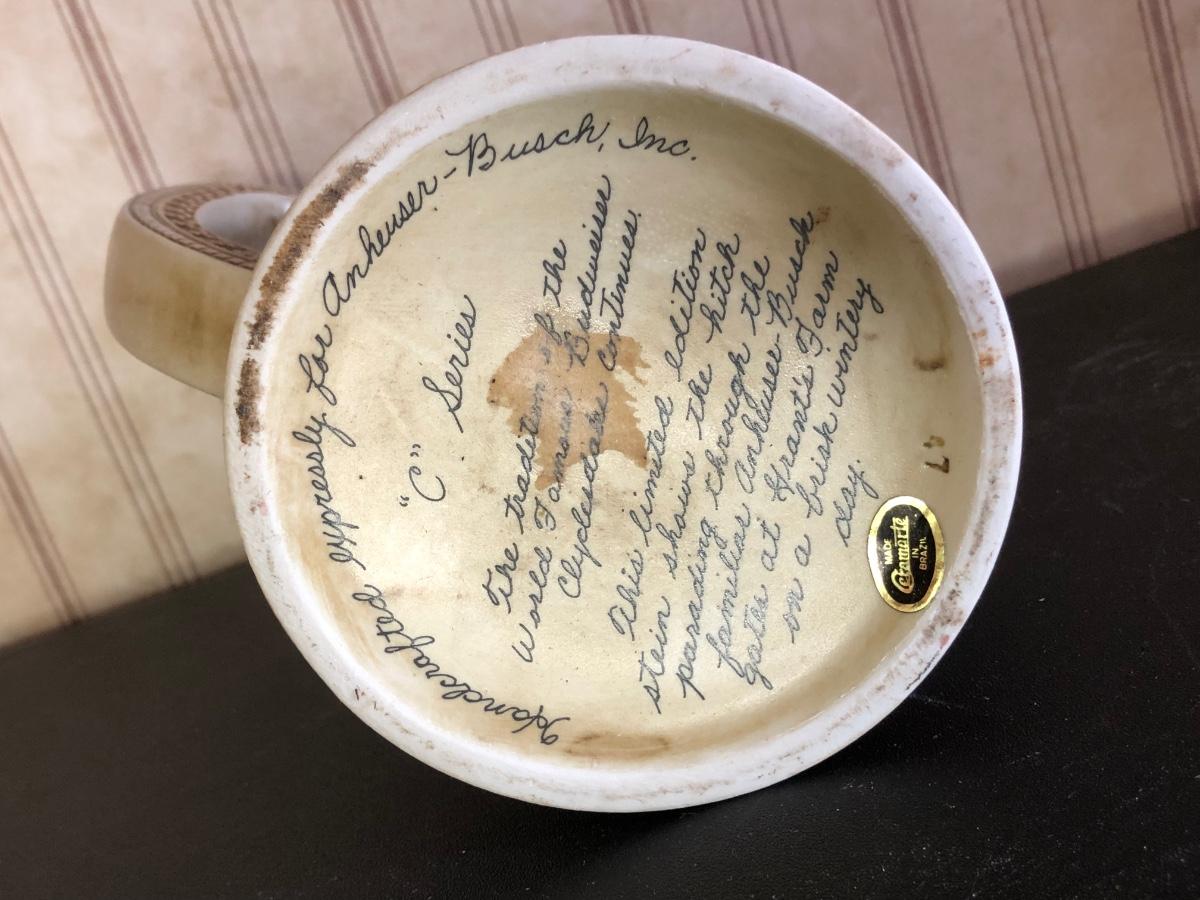 Handcrafted expressly for Anheuser-Busch, Inc.
"C" Series
The tradition of the
World Famous Budweiser
Clydesdales continues.
This limited edition
stein shows the hitch
parading through the
familiar Anheuser-Busch
gates at Grant's Farm
on a brisk wintery
day.
MADE
Ceramarte
IN
BRAZIL